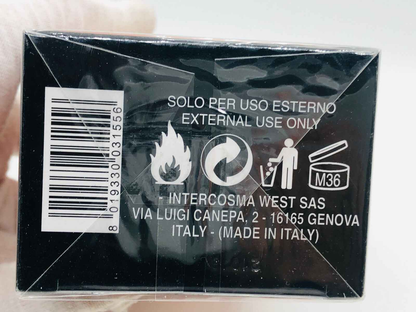 SOLO PER USO ESTERNO
EXTERNAL USE ONLY
M36
- INTERCOSMA WEST SAS
VIA LUIGI CANEPA, 2 - 16165 GENOVA
ITALY - (MADE IN ITALY)
8 019330 031556